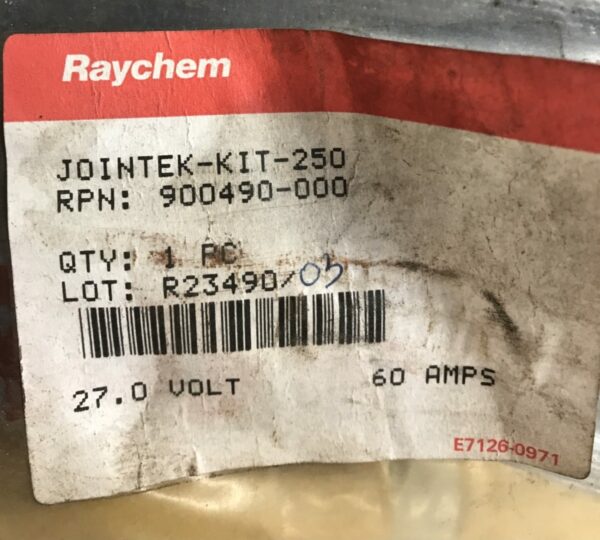 Raychem
JOINTEK-KIT-250
RPN: 900490-000
QTY: 1 PC
LOT: R23490/03
27.0 VOLT 60 AMPS
E7126-0971